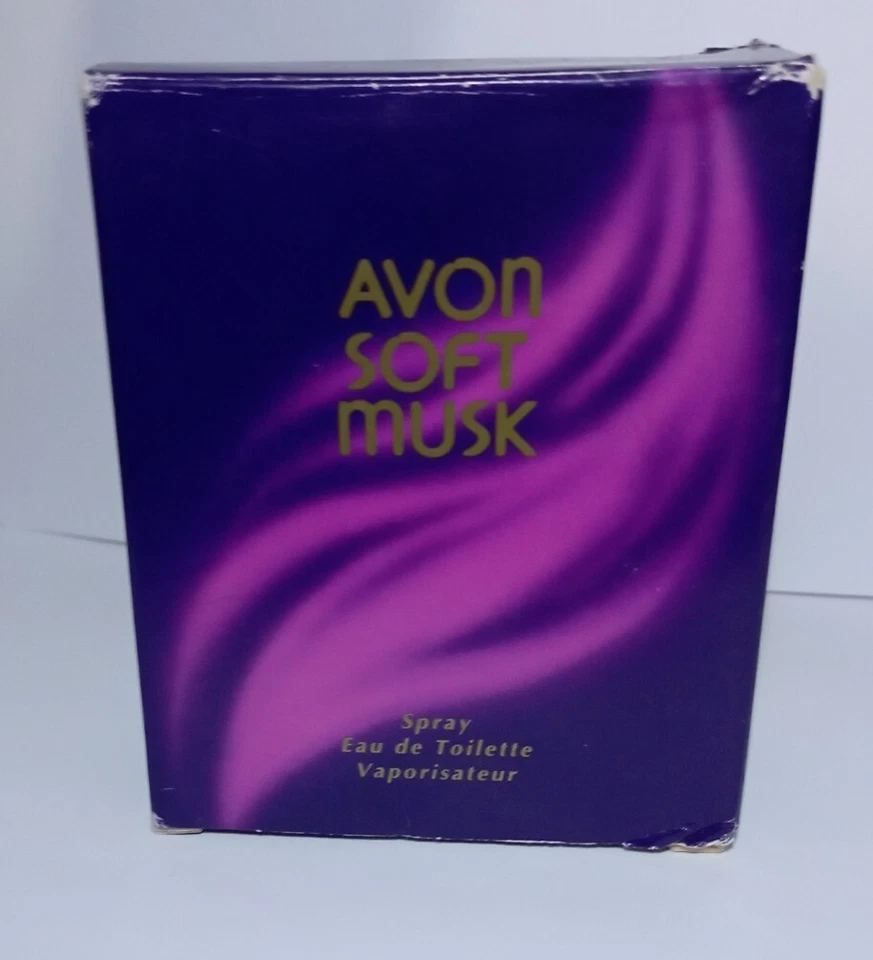 AVON
SOFT
MUSK
Spray
Eau de Toilette
Vaporisateur